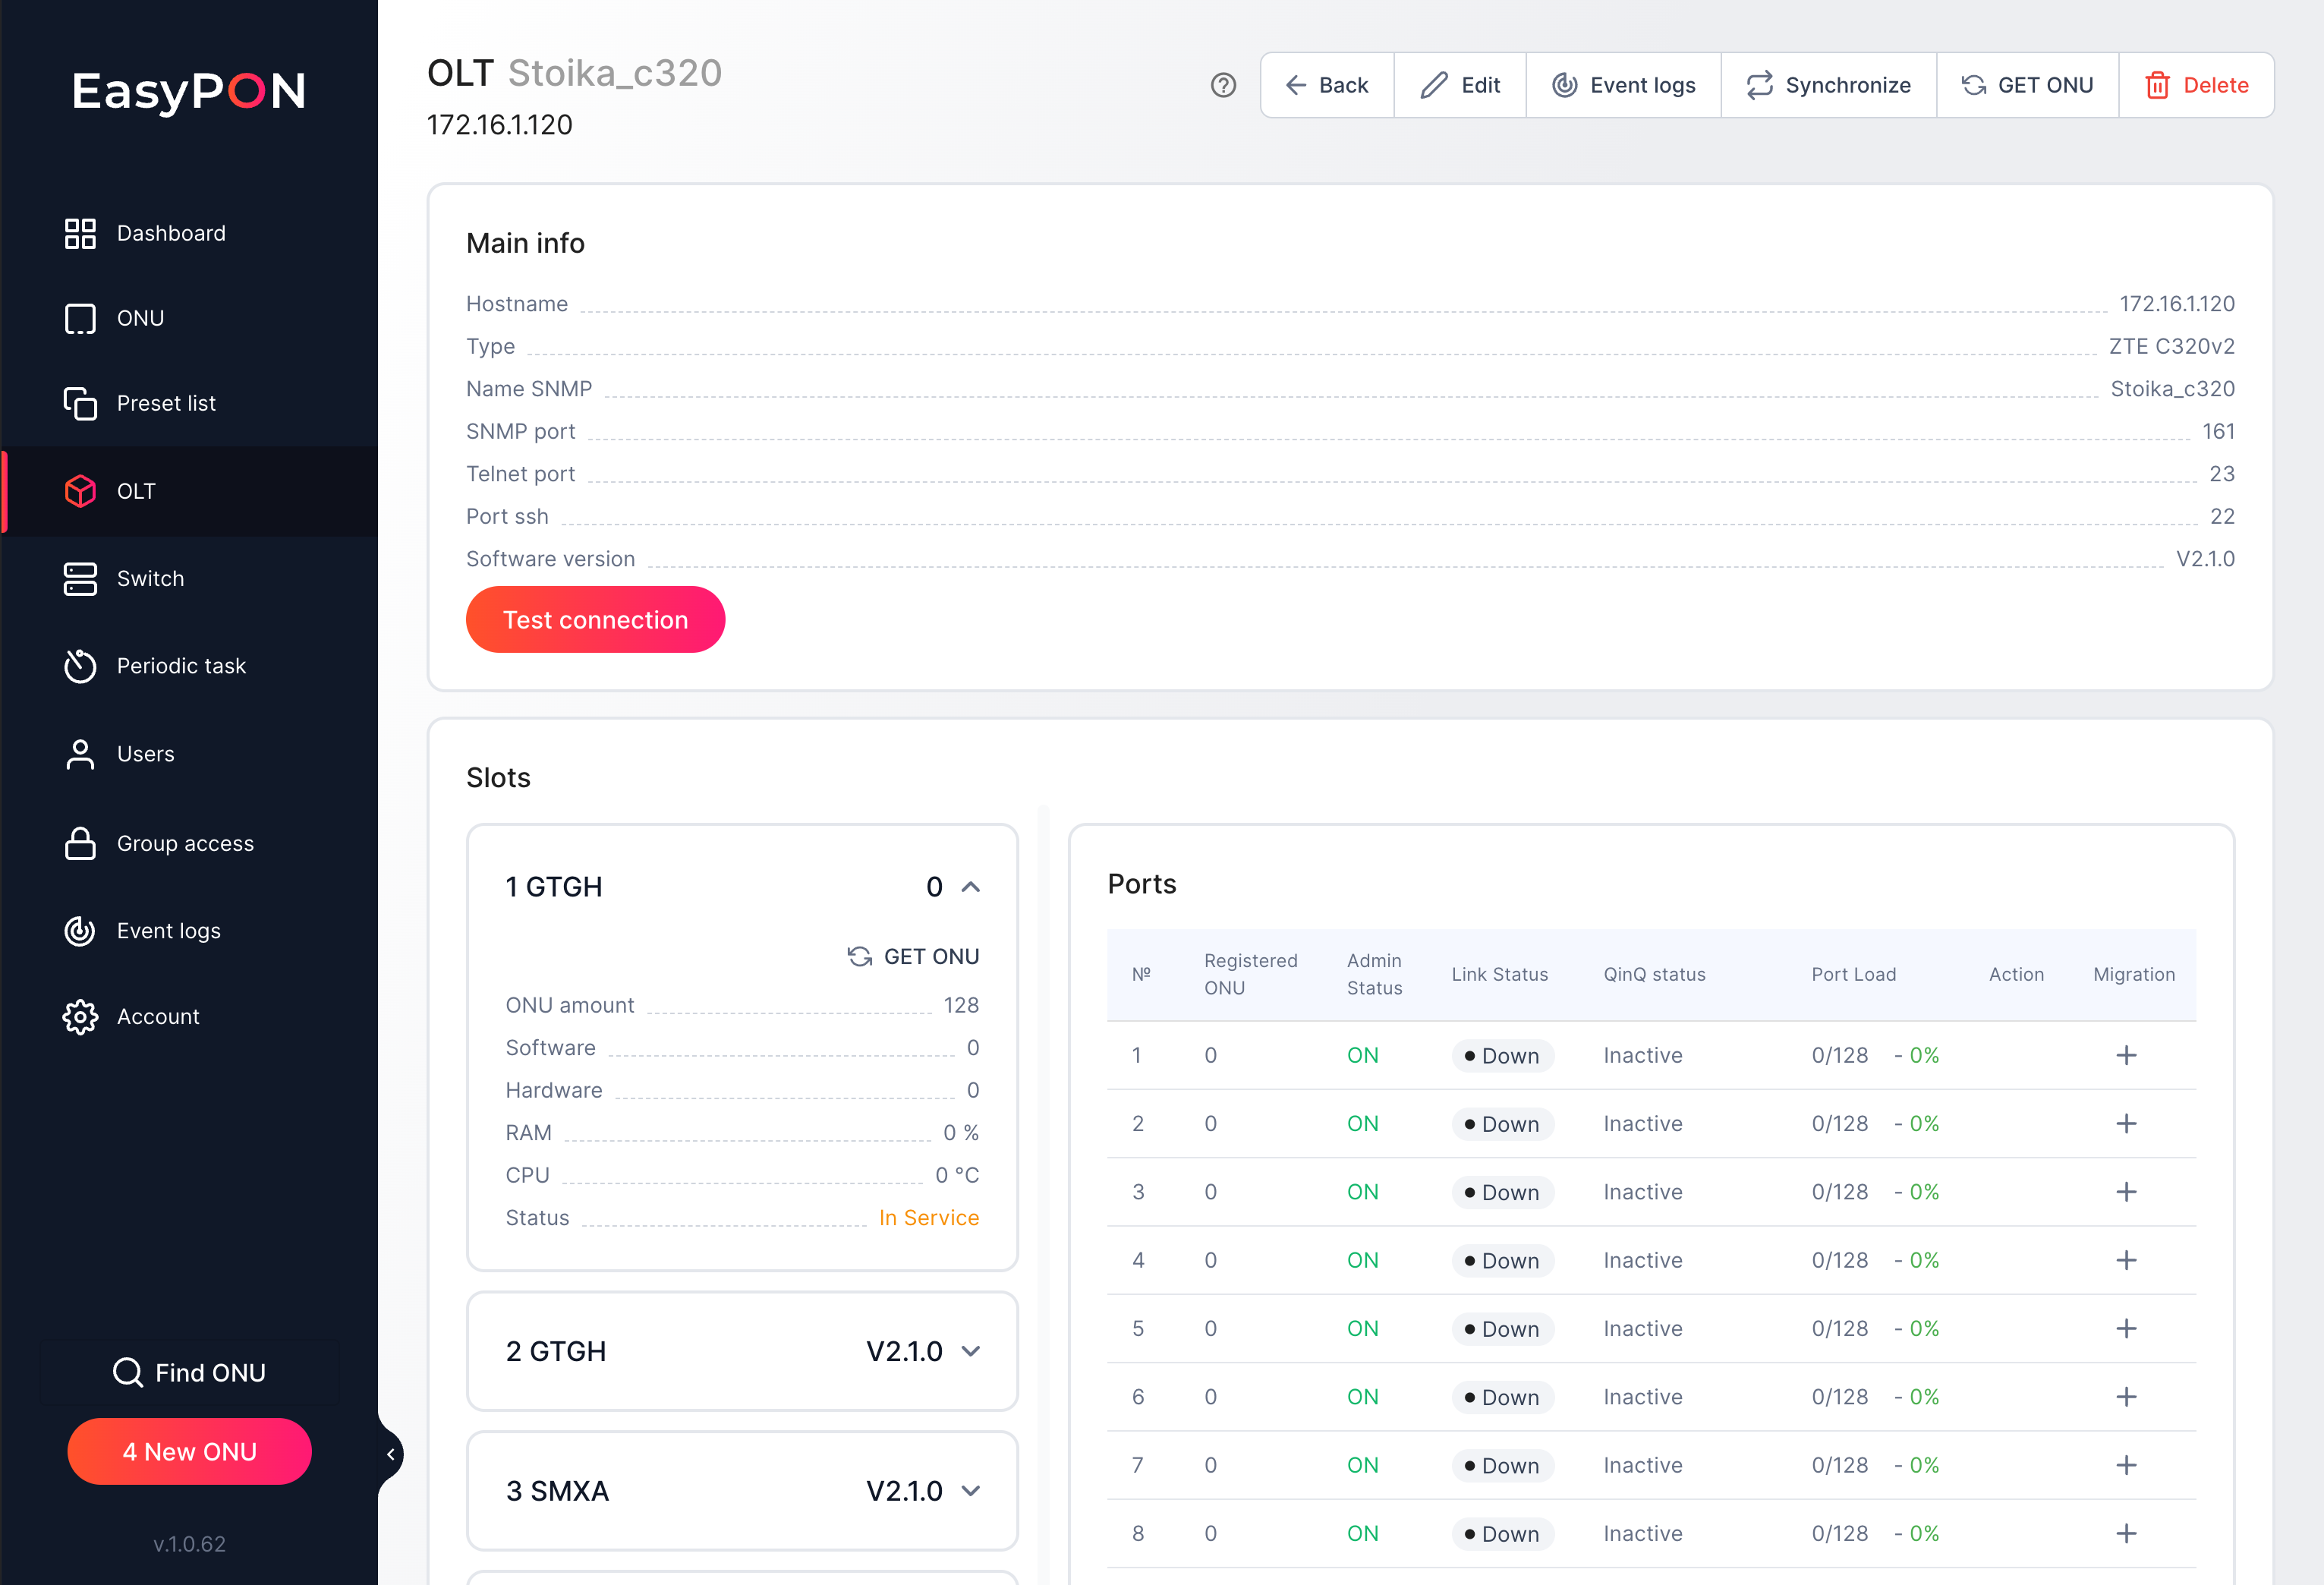 EasyPON
Dashboard
ONU
Preset list
OLT
Switch
Periodic task
Users
Group access
Event logs
Account
Find ONU
4 New ONU
v.1.0.62
OLT Stoika_c320
172.16.1.120
Back
Edit
Event logs
Synchronize
GET ONU
Delete
Main info
Hostname 172.16.1.120
Type ZTE C320v2
Name SNMP Stoika_c320
SNMP port 161
Telnet port 23
Port ssh 22
Software version V2.1.0
Test connection
Slots
1 GTGH 0
GET ONU
ONU amount 128
Software 0
Hardware 0
RAM 0 %
CPU 0 °C
Status In Service
2 GTGH V2.1.0
3 SMXA V2.1.0
Ports
№ Registered ONU Admin Status Link Status QinQ status Port Load Action Migration
1 0 ON Down Inactive 0/128 - 0% +
2 0 ON Down Inactive 0/128 - 0% +
3 0 ON Down Inactive 0/128 - 0% +
4 0 ON Down Inactive 0/128 - 0% +
5 0 ON Down Inactive 0/128 - 0% +
6 0 ON Down Inactive 0/128 - 0% +
7 0 ON Down Inactive 0/128 - 0% +
8 0 ON Down Inactive 0/128 - 0% +